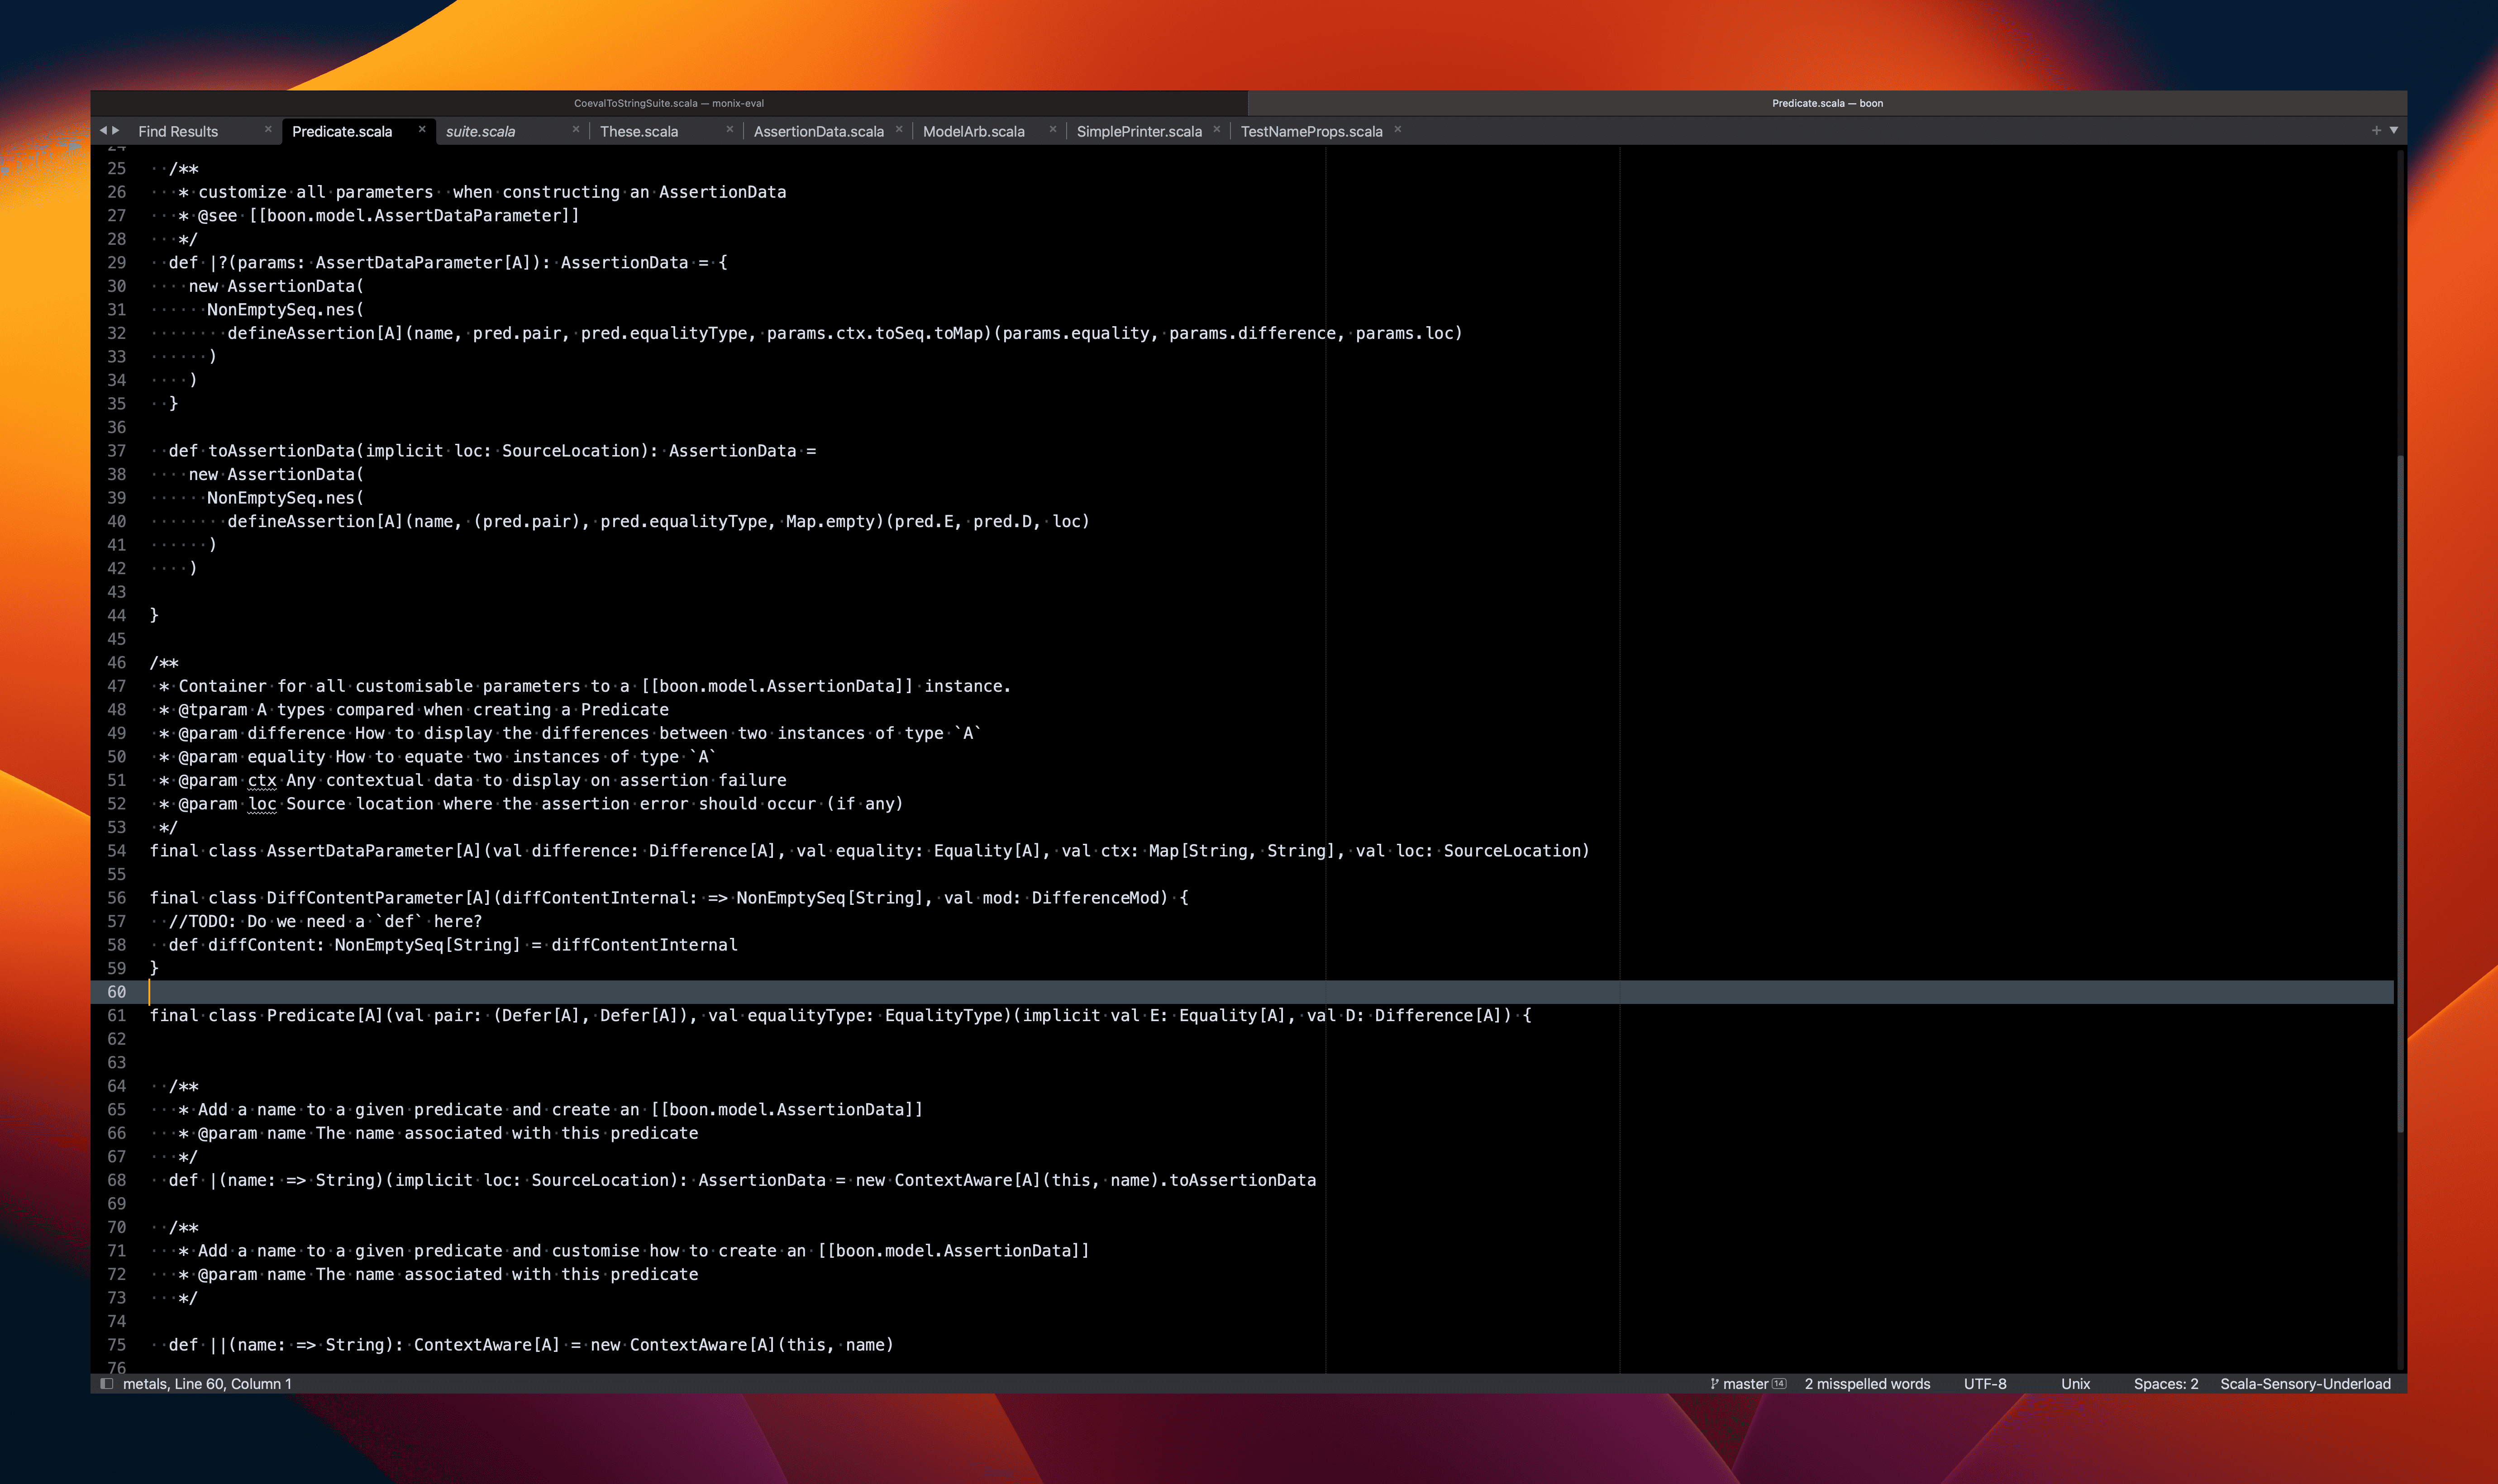 CoevalToStringSuite.scala — monix-eval
Predicate.scala — boon
Find Results × Predicate.scala × suite.scala × These.scala × AssertionData.scala × ModelArb.scala × SimplePrinter.scala × TestNameProps.scala ×
24
25   /**
26    * customize all parameters  when constructing an AssertionData
27    * @see [[boon.model.AssertDataParameter]]
28    */
29   def |?(params: AssertDataParameter[A]): AssertionData = {
30     new AssertionData(
31       NonEmptySeq.nes(
32         defineAssertion[A](name, pred.pair, pred.equalityType, params.ctx.toSeq.toMap)(params.equality, params.difference, params.loc)
33       )
34     )
35   }
36
37   def toAssertionData(implicit loc: SourceLocation): AssertionData =
38     new AssertionData(
39       NonEmptySeq.nes(
40         defineAssertion[A](name, (pred.pair), pred.equalityType, Map.empty)(pred.E, pred.D, loc)
41       )
42     )
43
44 }
45
46 /**
47  * Container for all customisable parameters to a [[boon.model.AssertionData]] instance.
48  * @tparam A types compared when creating a Predicate
49  * @param difference How to display the differences between two instances of type `A`
50  * @param equality How to equate two instances of type `A`
51  * @param ctx Any contextual data to display on assertion failure
52  * @param loc Source location where the assertion error should occur (if any)
53  */
54 final class AssertDataParameter[A](val difference: Difference[A], val equality: Equality[A], val ctx: Map[String, String], val loc: SourceLocation)
55
56 final class DiffContentParameter[A](diffContentInternal: => NonEmptySeq[String], val mod: DifferenceMod) {
57   //TODO: Do we need a `def` here?
58   def diffContent: NonEmptySeq[String] = diffContentInternal
59 }
60
61 final class Predicate[A](val pair: (Defer[A], Defer[A]), val equalityType: EqualityType)(implicit val E: Equality[A], val D: Difference[A]) {
62
63
64   /**
65    * Add a name to a given predicate and create an [[boon.model.AssertionData]]
66    * @param name The name associated with this predicate
67    */
68   def |(name: => String)(implicit loc: SourceLocation): AssertionData = new ContextAware[A](this, name).toAssertionData
69
70   /**
71    * Add a name to a given predicate and customise how to create an [[boon.model.AssertionData]]
72    * @param name The name associated with this predicate
73    */
74
75   def ||(name: => String): ContextAware[A] = new ContextAware[A](this, name)
76
metals, Line 60, Column 1 master 14 2 misspelled words UTF-8 Unix Spaces: 2 Scala-Sensory-Underload